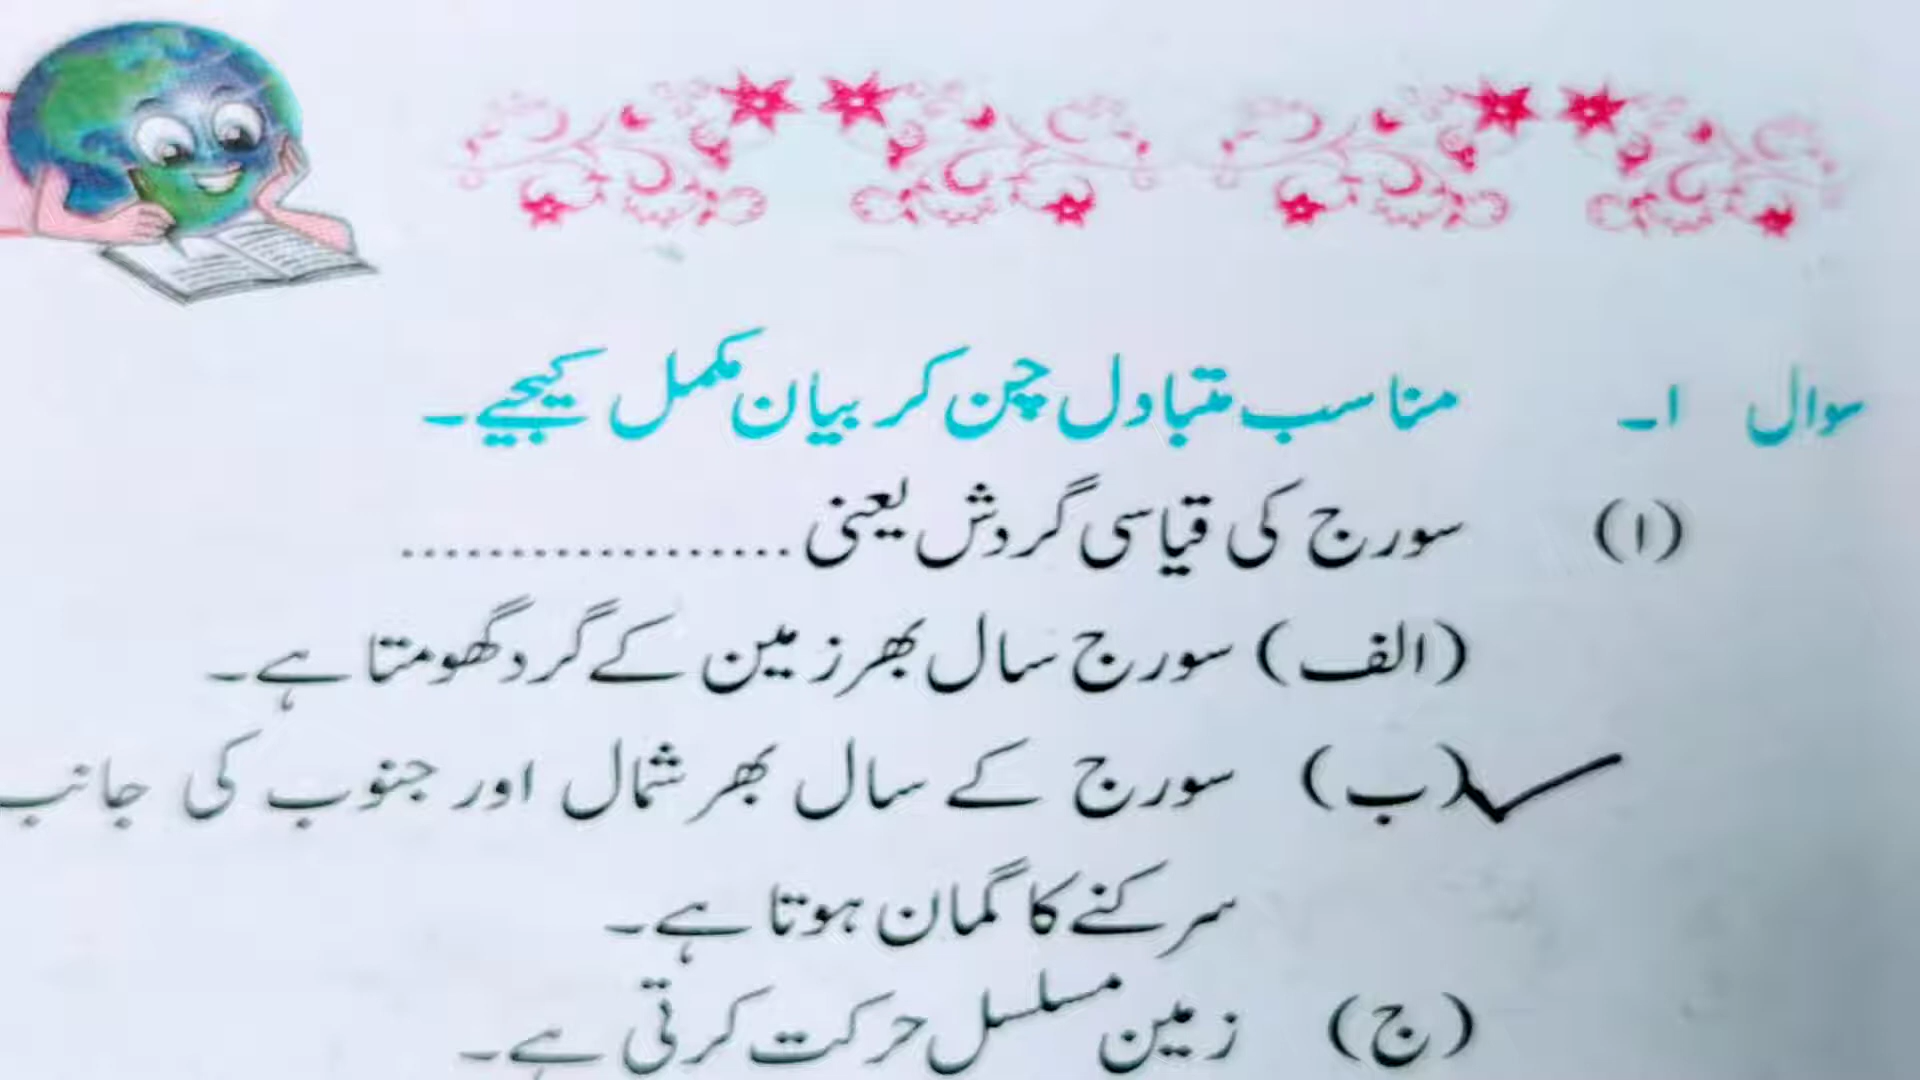 سوال ۱۔ مناسب متبادل چن کر بیان مکمل کیجیے۔
(۱) سورج کی قیاسی گردش یعنی ..................
(الف) سورج سال بھر زمین کے گرد گھومتا ہے۔
(ب) سورج کے سال بھر شمال اور جنوب کی جانب
سرکنے کا گمان ہوتا ہے۔
(ج) زمین مسلسل حرکت کرتی ہے۔